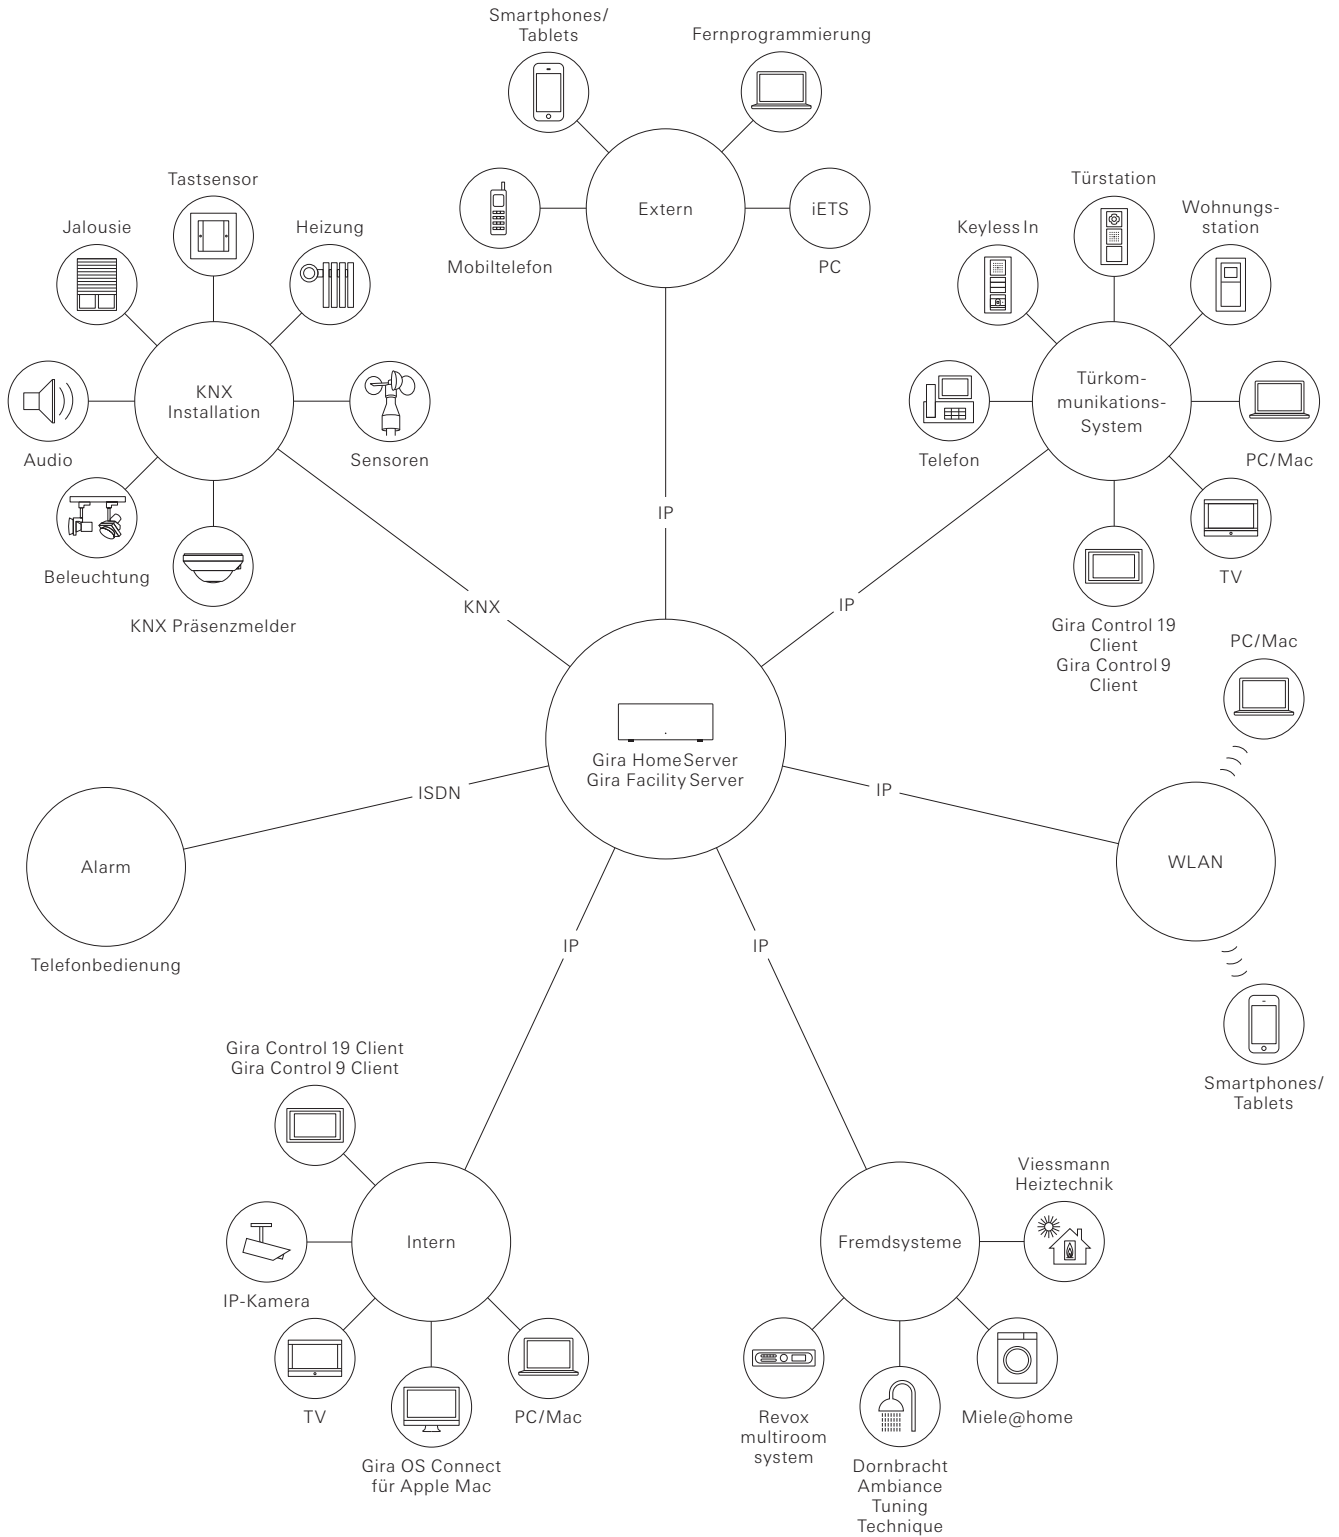 Smartphones/
Tablets
Fernprogrammierung
Extern
iETS
Mobiltelefon
PC
Tastsensor
Jalousie
Heizung
KNX
Installation
Audio
Sensoren
Beleuchtung
KNX Präsenzmelder
Türstation
Keyless In
Wohnungs-
station
Türkom-
munikations-
System
Telefon
PC/Mac
TV
Gira Control 19
Client
Gira Control 9
Client
IP
KNX
IP
PC/Mac
Gira HomeServer
Gira FacilityServer
ISDN
IP
Alarm
Telefonbedienung
WLAN
Smartphones/
Tablets
IP
IP
Gira Control 19 Client
Gira Control 9 Client
Intern
IP-Kamera
TV
PC/Mac
Gira OS Connect
für Apple Mac
Viessmann
Heiztechnik
Fremdsysteme
Revox
multiroom
system
Miele@home
Dornbracht
Ambiance
Tuning
Technique